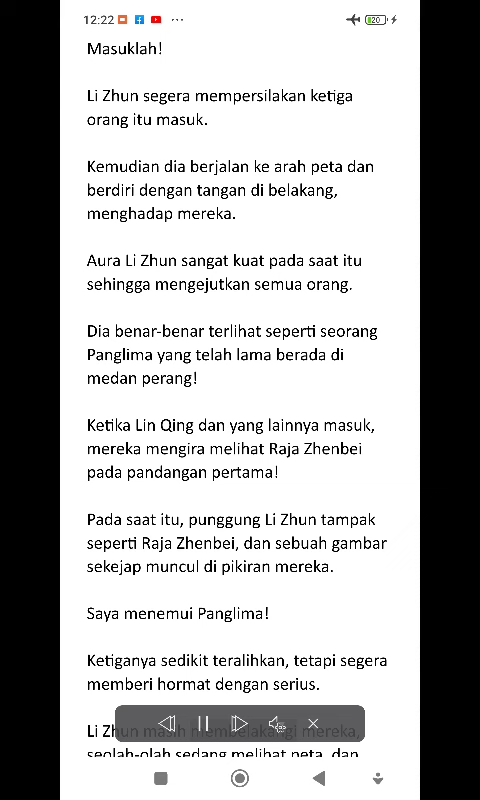 12:22
20
Masuklah!
Li Zhun segera mempersilakan ketiga
orang itu masuk.
Kemudian dia berjalan ke arah peta dan
berdiri dengan tangan di belakang,
menghadap mereka.
Aura Li Zhun sangat kuat pada saat itu
sehingga mengejutkan semua orang.
Dia benar-benar terlihat seperti seorang
Panglima yang telah lama berada di
medan perang!
Ketika Lin Qing dan yang lainnya masuk,
mereka mengira melihat Raja Zhenbei
pada pandangan pertama!
Pada saat itu, punggung Li Zhun tampak
seperti Raja Zhenbei, dan sebuah gambar
sekejap muncul di pikiran mereka.
Saya menemui Panglima!
Ketiganya sedikit teralihkan, tetapi segera
memberi hormat dengan serius.
Li Zhun masih membelakangi mereka,
seolah-olah sedang melihat peta, dan